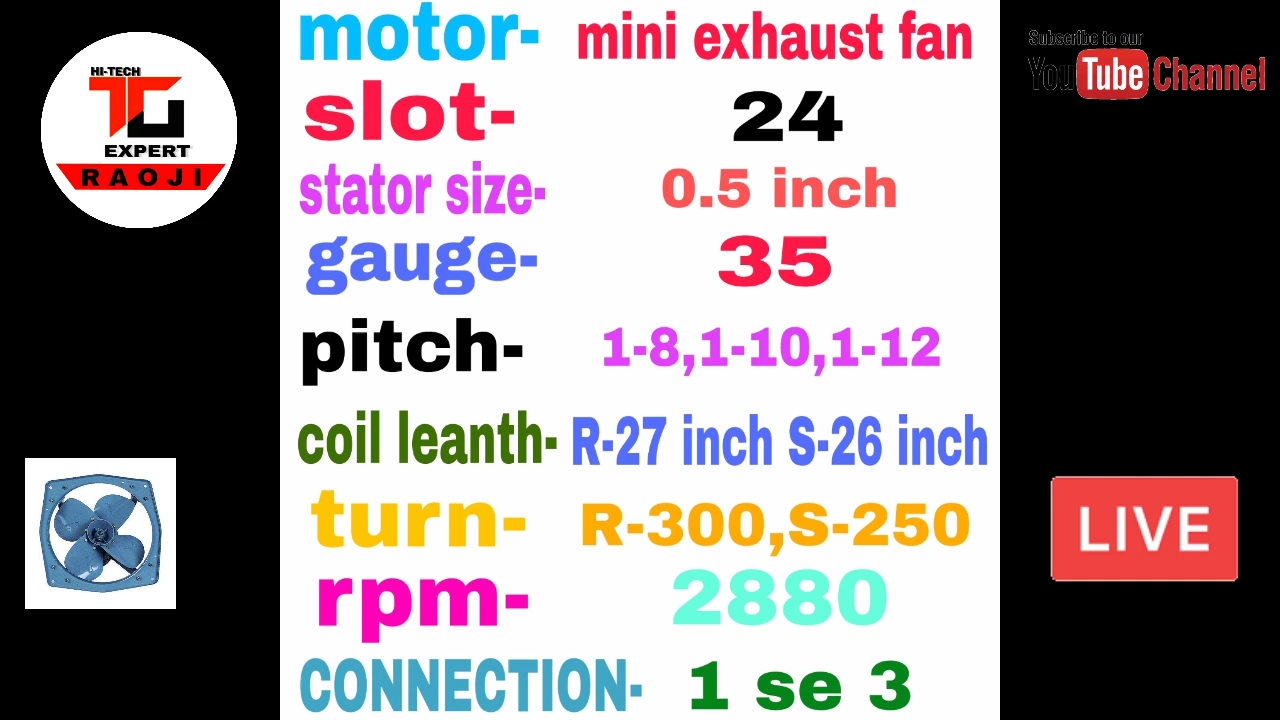 HI-TECH
TG
EXPERT
RAOJI
motor- mini exhaust fan
slot- 24
stator size- 0.5 inch
gauge- 35
pitch- 1-8,1-10,1-12
coil leanth- R-27 inch S-26 inch
turn- R-300,S-250
rpm- 2880
CONNECTION- 1 se 3
Subscribe to our
YouTube Channel
LIVE